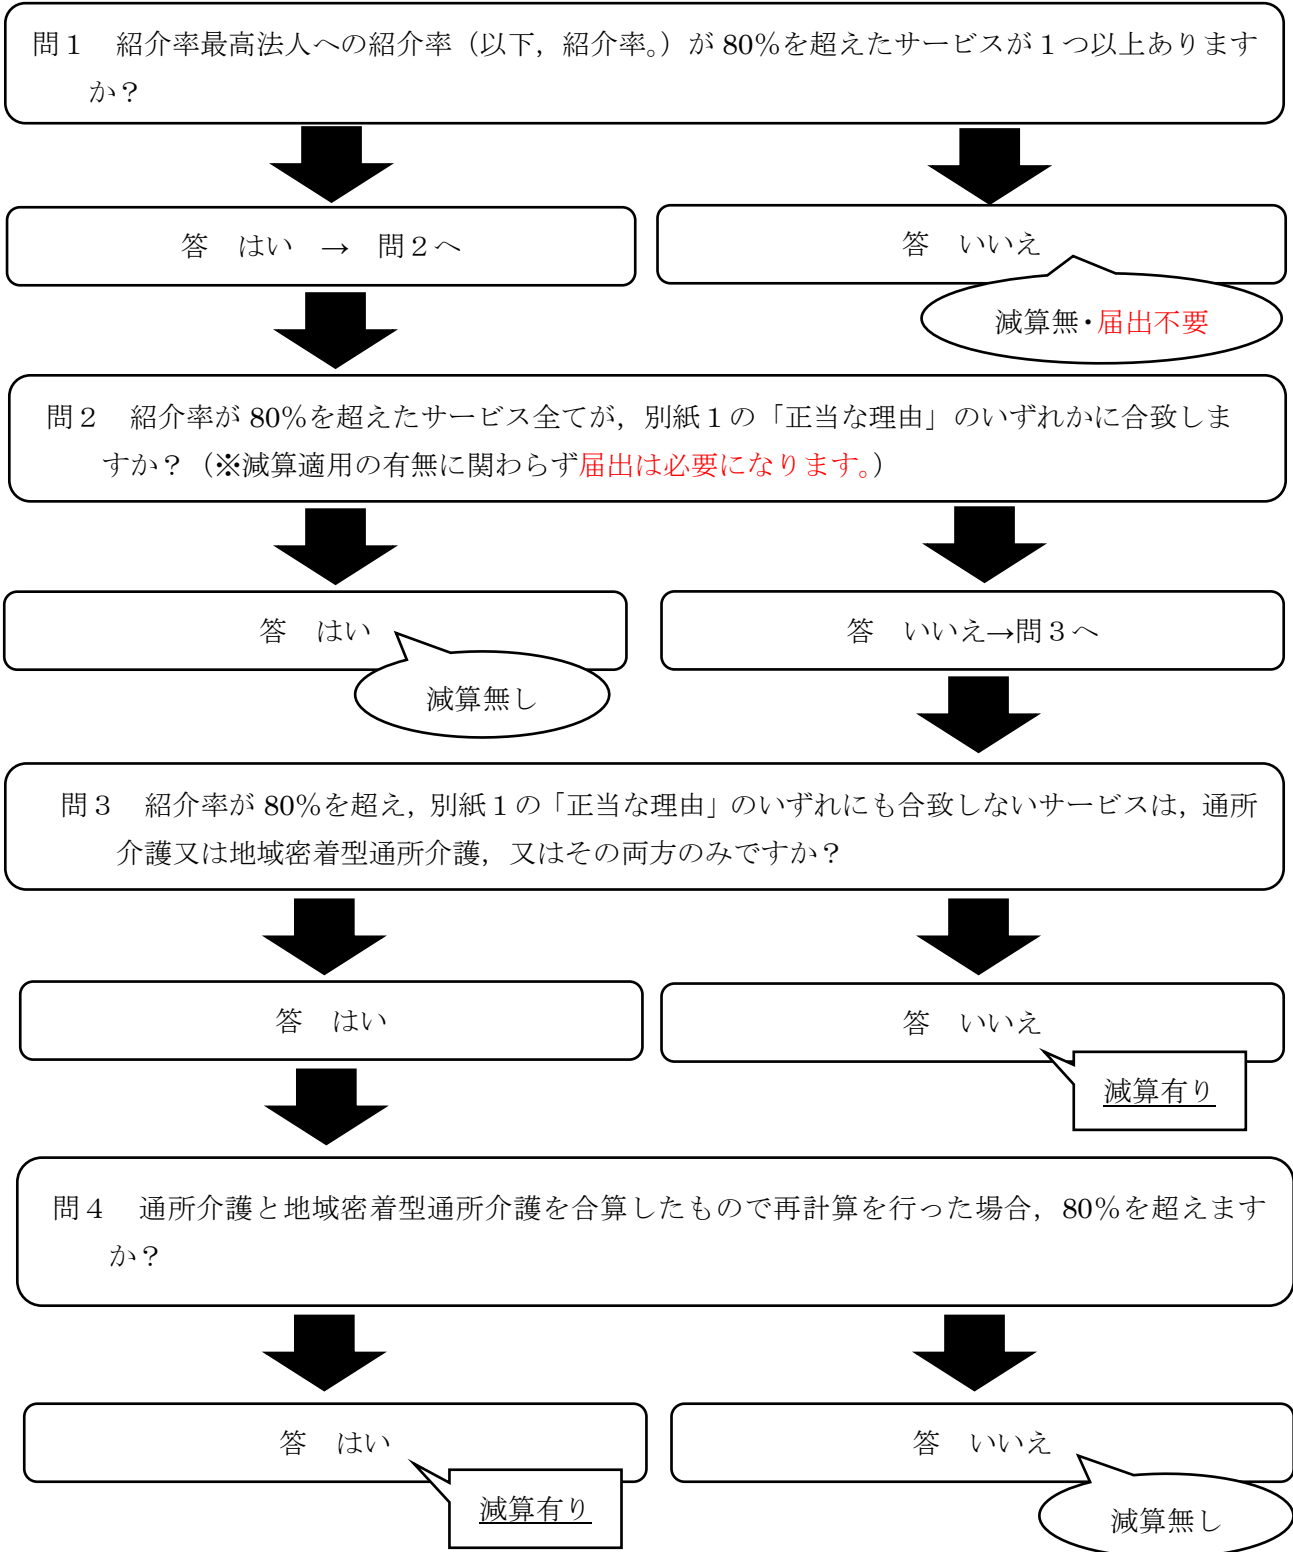 問１　紹介率最高法人への紹介率（以下，紹介率。）が 80％を超えたサービスが１つ以上あります
か？
答　はい　→　問２へ
答　いいえ
減算無・届出不要
問２　紹介率が 80％を超えたサービス全てが，別紙１の「正当な理由」のいずれかに合致しま
すか？（※減算適用の有無に関わらず届出は必要になります。）
答　はい
減算無し
答　いいえ→問３へ
問３　紹介率が 80％を超え，別紙１の「正当な理由」のいずれにも合致しないサービスは，通所
介護又は地域密着型通所介護，又はその両方のみですか？
答　はい
答　いいえ
減算有り
問４　通所介護と地域密着型通所介護を合算したもので再計算を行った場合，80％を超えます
か？
答　はい
減算有り
答　いいえ
減算無し